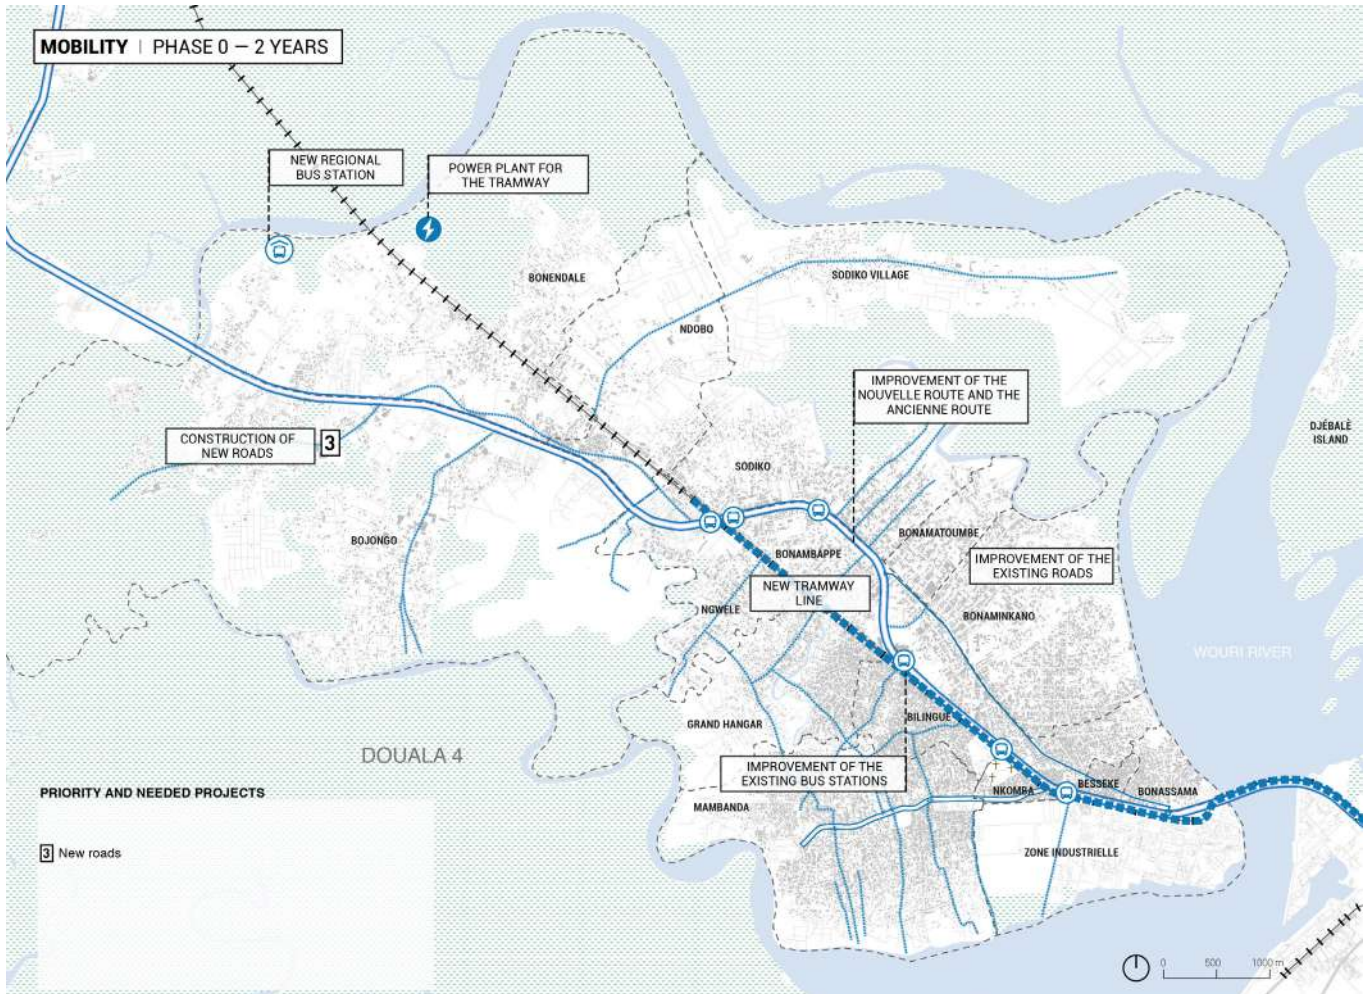 MOBILITY | PHASE 0 – 2 YEARS
NEW REGIONAL
BUS STATION
POWER PLANT FOR
THE TRAMWAY
BONENDALE
SODIKO VILLAGE
NDOBO
IMPROVEMENT OF THE
NOUVELLE ROUTE AND THE
ANCIENNE ROUTE
DJÉBALÈ
ISLAND
CONSTRUCTION OF
NEW ROADS
3
SODIKO
BOJONGO
BONAMATOUMBE
BONAMBAPPE
IMPROVEMENT OF THE
EXISTING ROADS
NEW TRAMWAY
LINE
NGWELE
BONAMINKANO
WOURI RIVER
GRAND HANGAR
BILINGUE
DOUALA 4
IMPROVEMENT OF THE
EXISTING BUS STATIONS
NKOMBA
BESSEKE
BONASSAMA
MAMBANDA
PRIORITY AND NEEDED PROJECTS
3 New roads
ZONE INDUSTRIELLE
0 500 1000 m